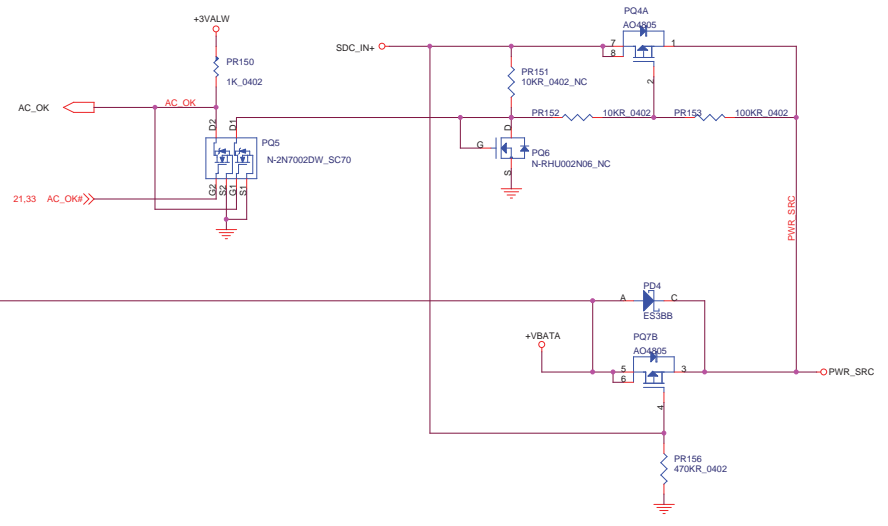 +3VALW
PR150
1K_0402
AC_OK
AC_OK
D2
D1
PQ5
N-2N7002DW_SC70
G2
S2
G1
S1
21,33 AC_OK#
SDC_IN+
PQ4A
AO4805
7
8
1
2
PR151
10KR_0402_NC
PR152
10KR_0402
PR153
100KR_0402
D
G
S
PQ6
N-RHU002N06_NC
PWR_SRC
PD4
A
C
ES3BB
+VBATA
PQ7B
AO4805
5
6
3
4
PWR_SRC
PR156
470KR_0402